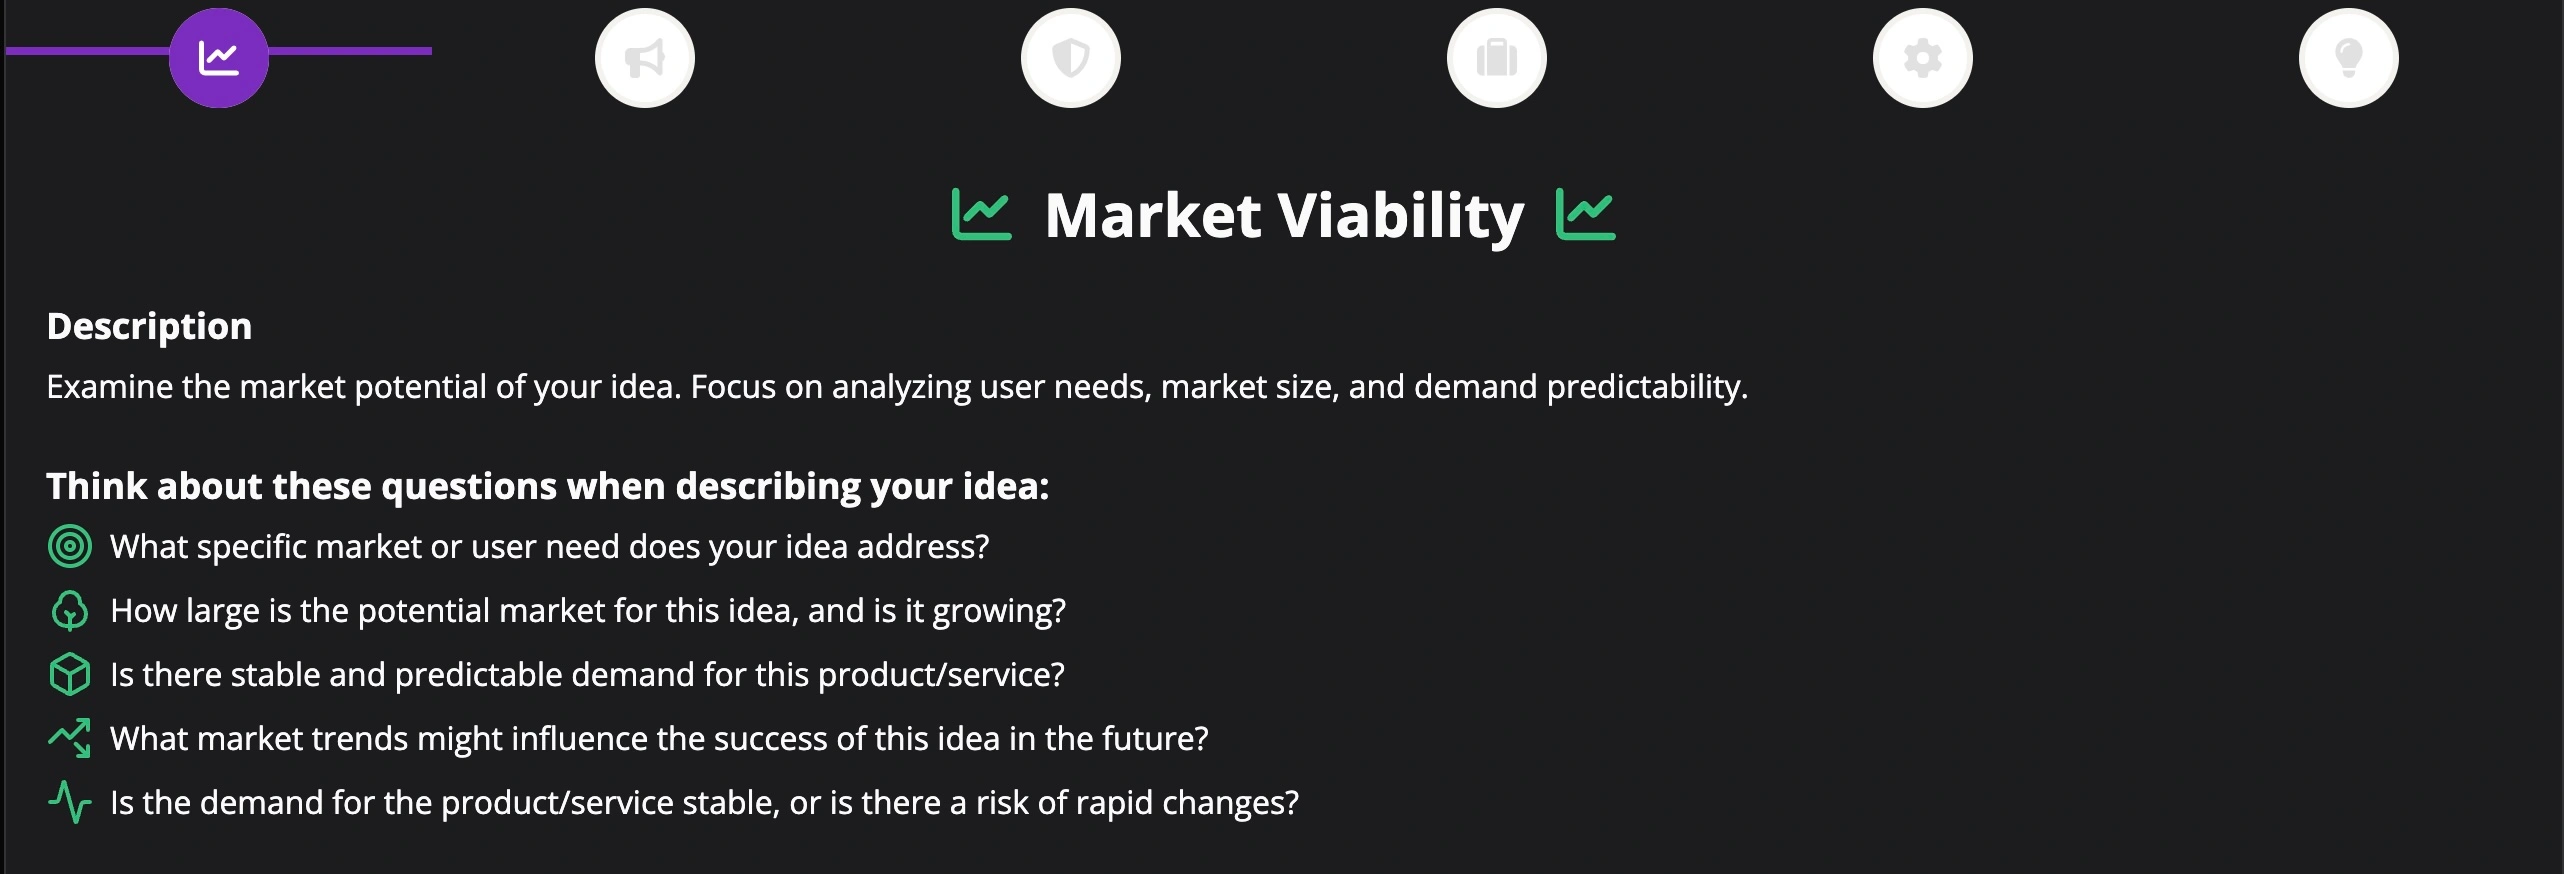 Market Viability
Description
Examine the market potential of your idea. Focus on analyzing user needs, market size, and demand predictability.
Think about these questions when describing your idea:
What specific market or user need does your idea address?
How large is the potential market for this idea, and is it growing?
Is there stable and predictable demand for this product/service?
What market trends might influence the success of this idea in the future?
Is the demand for the product/service stable, or is there a risk of rapid changes?